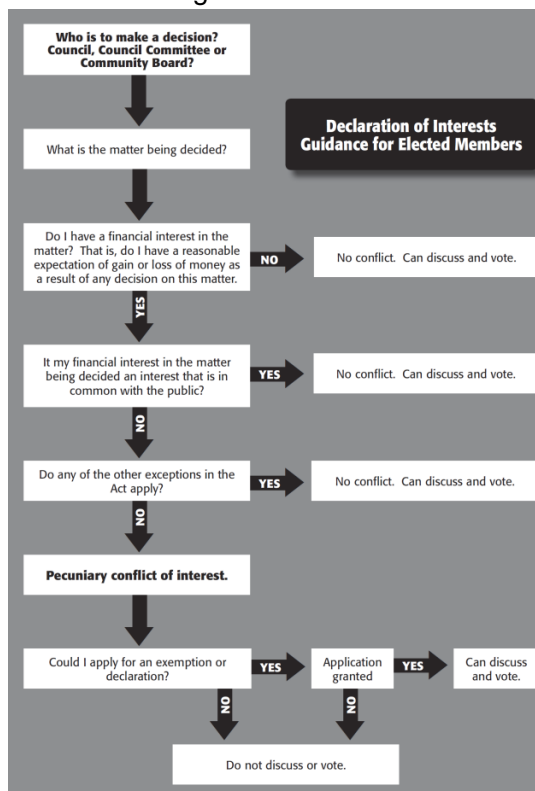 Who is to make a decision?
Council, Council Committee or
Community Board?
Declaration of Interests
Guidance for Elected Members
What is the matter being decided?
Do I have a financial interest in the
matter? That is, do I have a reasonable
expectation of gain or loss of money as
a result of any decision on this matter.
NO
No conflict. Can discuss and vote.
YES
It my financial interest in the matter
being decided an interest that is in
common with the public?
YES
No conflict. Can discuss and vote.
NO
Do any of the other exceptions in the
Act apply?
YES
No conflict. Can discuss and vote.
NO
Pecuniary conflict of interest.
Could I apply for an exemption or
declaration?
YES
Application
granted
YES
Can discuss
and vote.
NO
NO
Do not discuss or vote.